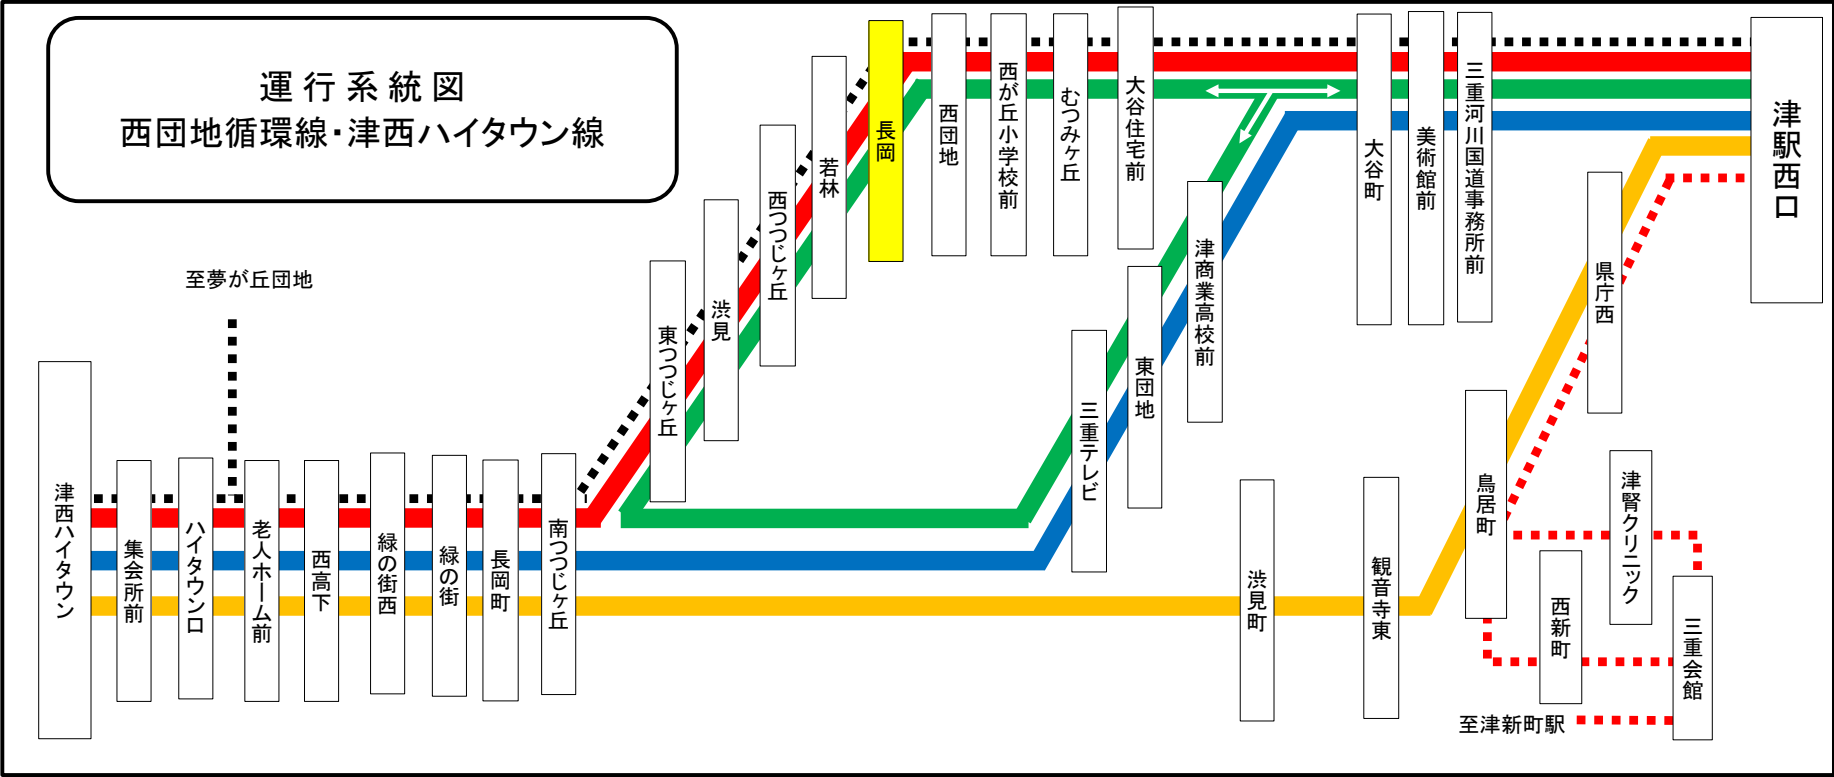 運行系統図
西団地循環線・津西ハイタウン線
至夢が丘団地
津西ハイタウン
集会所前
ハイタウン口
老人ホーム前
西高下
緑の街西
緑の街
長岡町
南つつじヶ丘
東つつじヶ丘
渋見
西つつじヶ丘
若林
長岡
西団地
西が丘小学校前
むつみヶ丘
大谷住宅前
大谷町
美術館前
三重河川国道事務所前
津駅西口
三重テレビ
東団地
津商業高校前
渋見町
観音寺東
鳥居町
県庁西
津腎クリニック
西新町
三重会館
至津新町駅